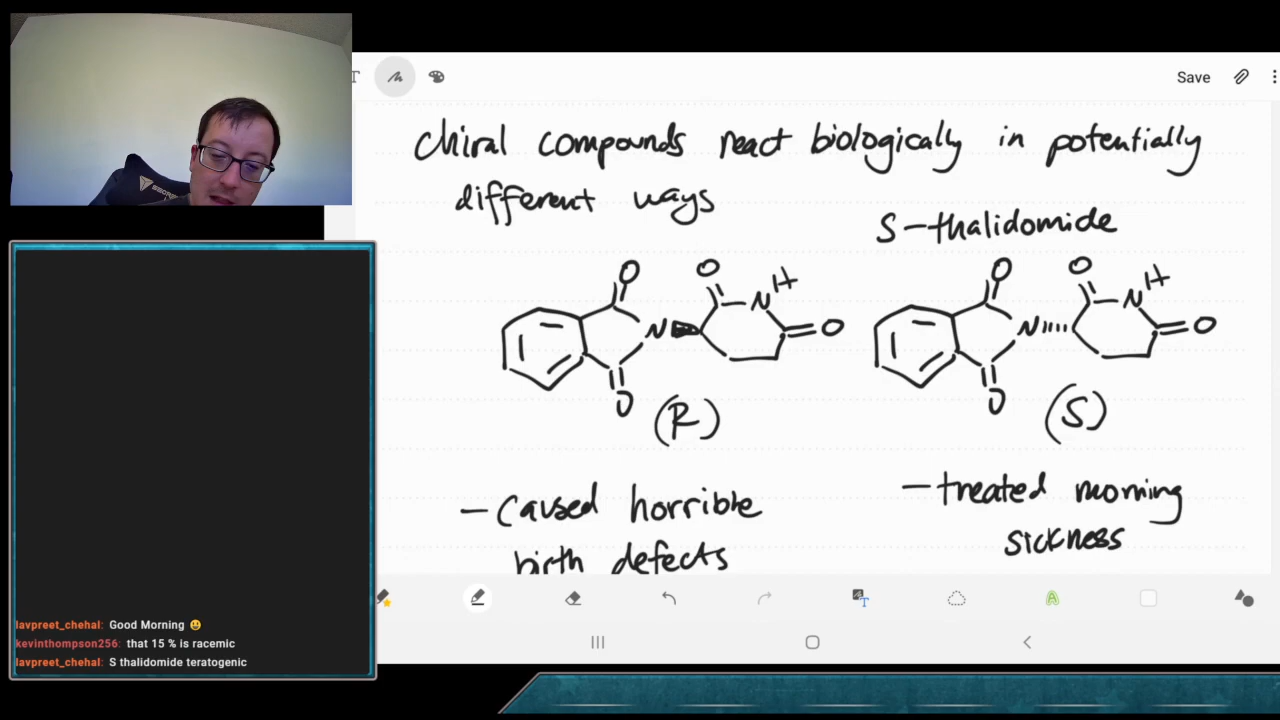 T
Save
Chiral compounds react biologically in potentially
different ways
S-thalidomide
O
O
H
N
N
O
O
(R)
O
O
H
N
N
O
O
(S)
- caused horrible
birth defects
- treated morning
sickness
lavpreet_chehal: Good Morning 😃
kevinthompson256: that 15 % is racemic
lavpreet_chehal: S thalidomide teratogenic